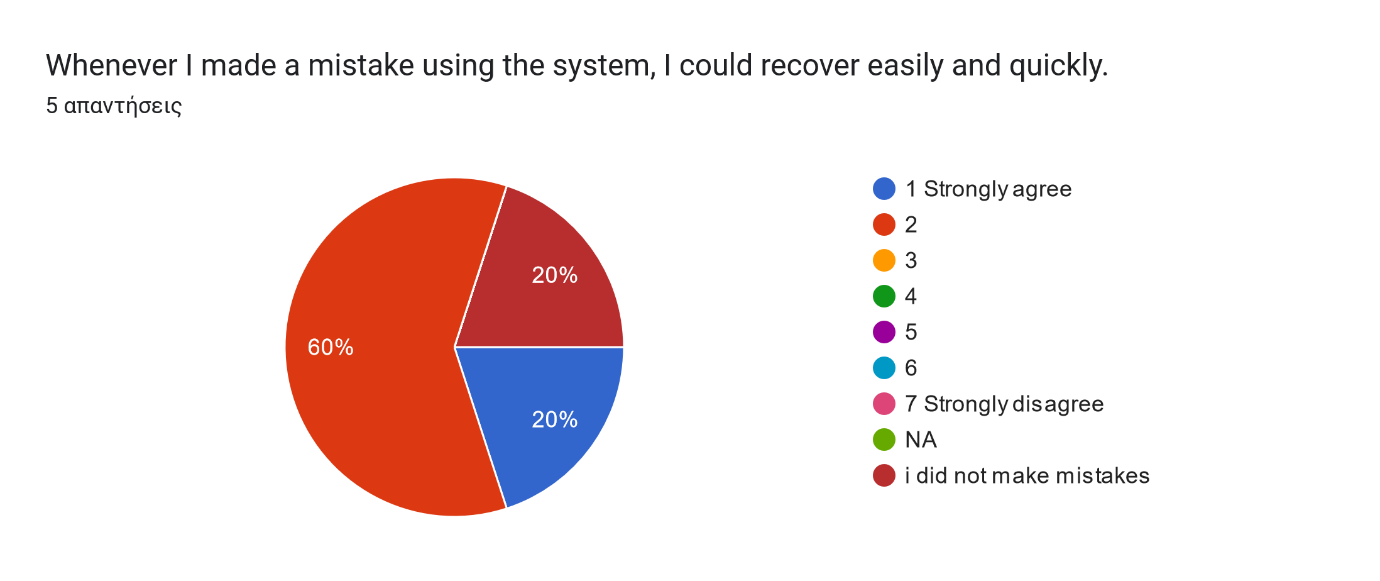 Whenever I made a mistake using the system, I could recover easily and quickly.
5 απαντήσεις
20%
60%
20%
1 Strongly agree
2
3
4
5
6
7 Strongly disagree
NA
i did not make mistakes